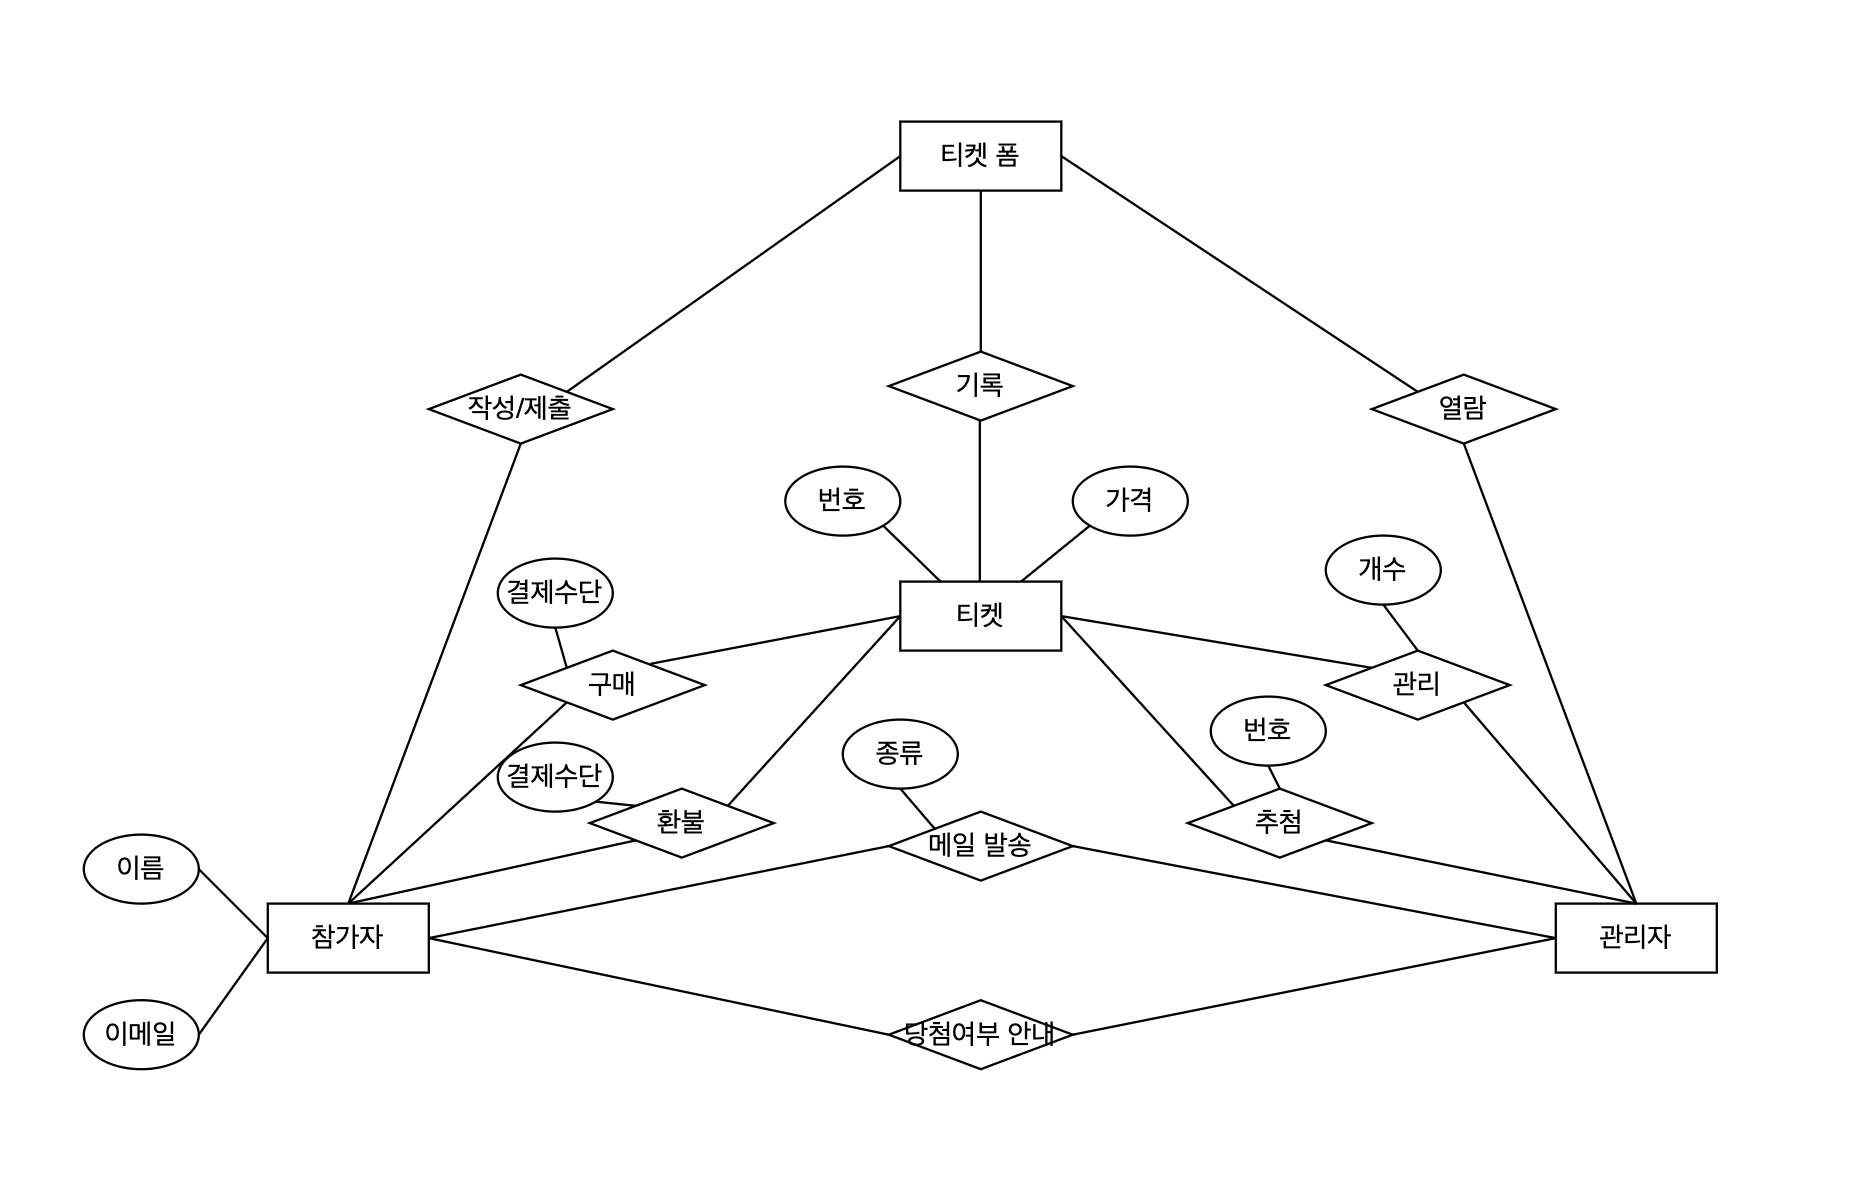 티켓 폼
작성/제출
기록
열람
번호
가격
결제수단
개수
티켓
구매
관리
종류
번호
결제수단
환불
메일 발송
추첨
이름
참가자
관리자
이메일
당첨여부 안내